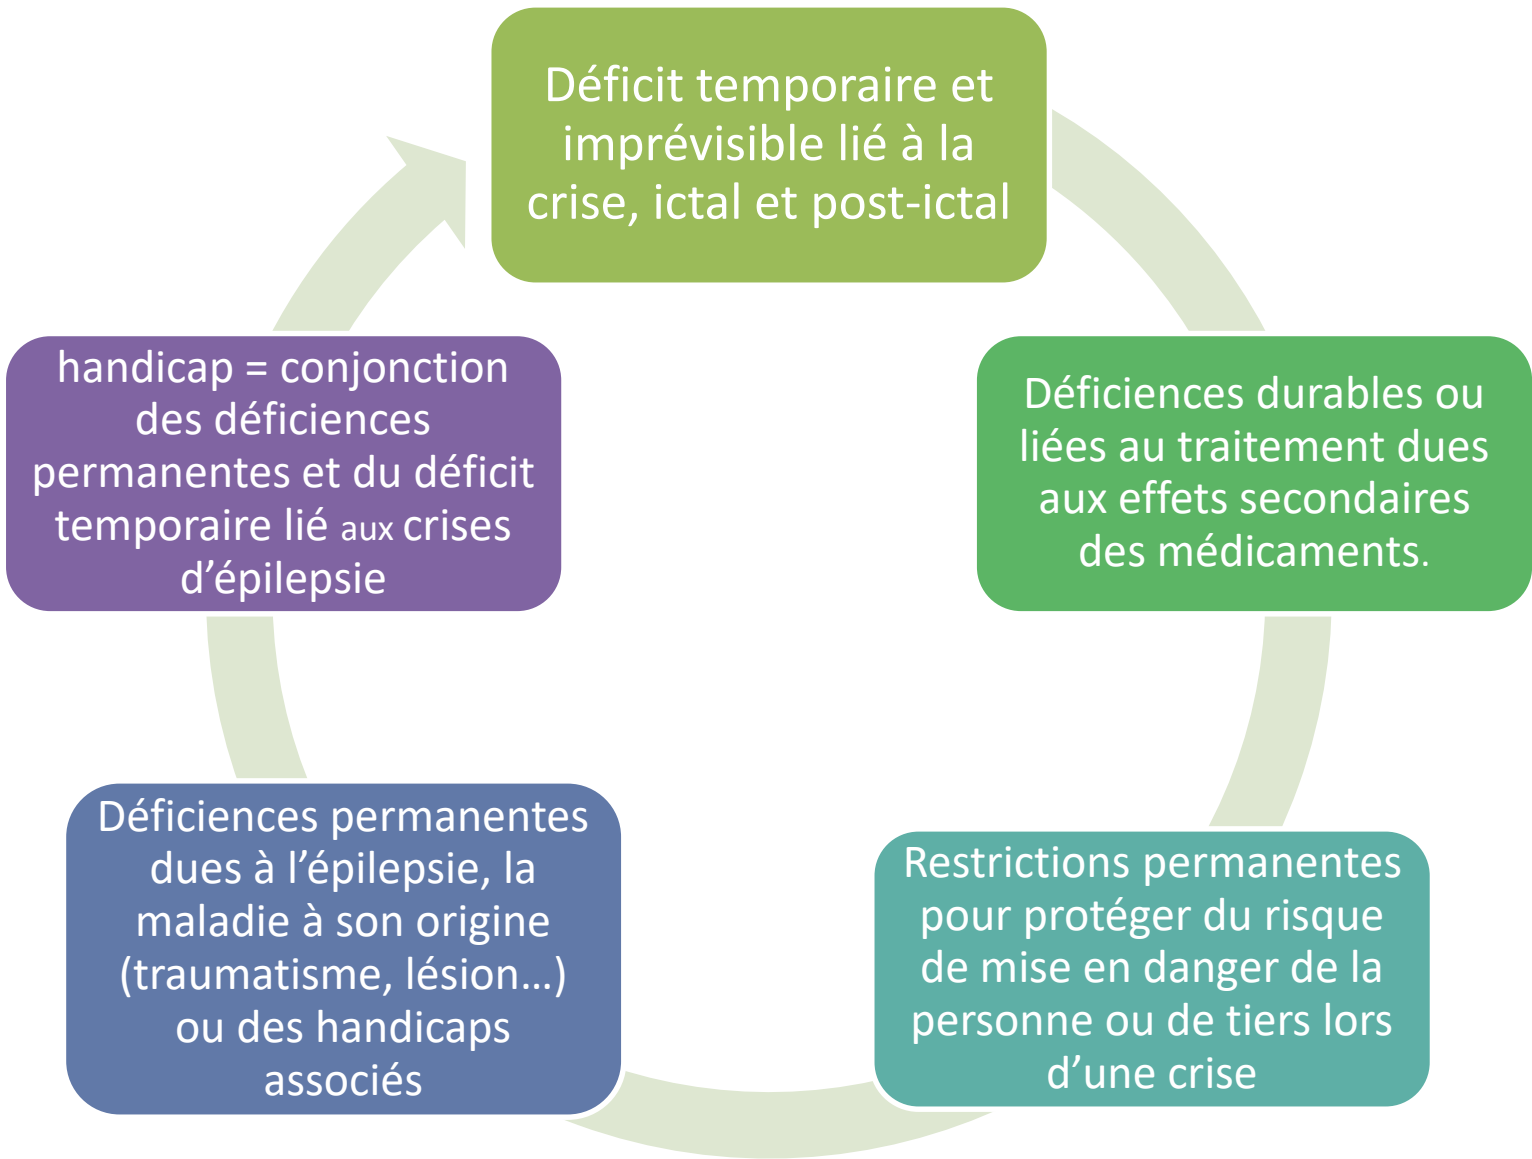 Déficit temporaire et
imprévisible lié à la
crise, ictal et post-ictal
Déficiences durables ou
liées au traitement dues
aux effets secondaires
des médicaments.
Restrictions permanentes
pour protéger du risque
de mise en danger de la
personne ou de tiers lors
d’une crise
Déficiences permanentes
dues à l’épilepsie, la
maladie à son origine
(traumatisme, lésion…)
ou des handicaps
associés
handicap = conjonction
des déficiences
permanentes et du déficit
temporaire lié aux crises
d’épilepsie